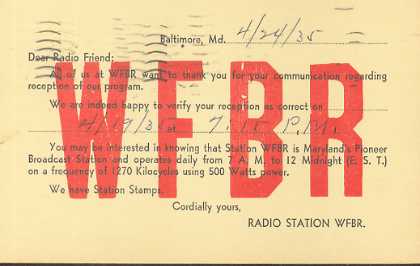 Baltimore, Md. 4/24/35
Dear Radio Friend:
All of us at WFBR want to thank you for your communication regarding
reception of our program.
We are indeed happy to verify your reception as correct on
4/19/35 at 7:15 P.M.
You may be interested in knowing that Station WFBR is Maryland's Pioneer
Broadcast Station and operates daily from 7 A. M. to 12 Midnight (E. S. T.)
on a frequency of 1270 Kilocycles using 500 Watts power.
We have Station Stamps.
Cordially yours,
RADIO STATION WFBR.
WFBR